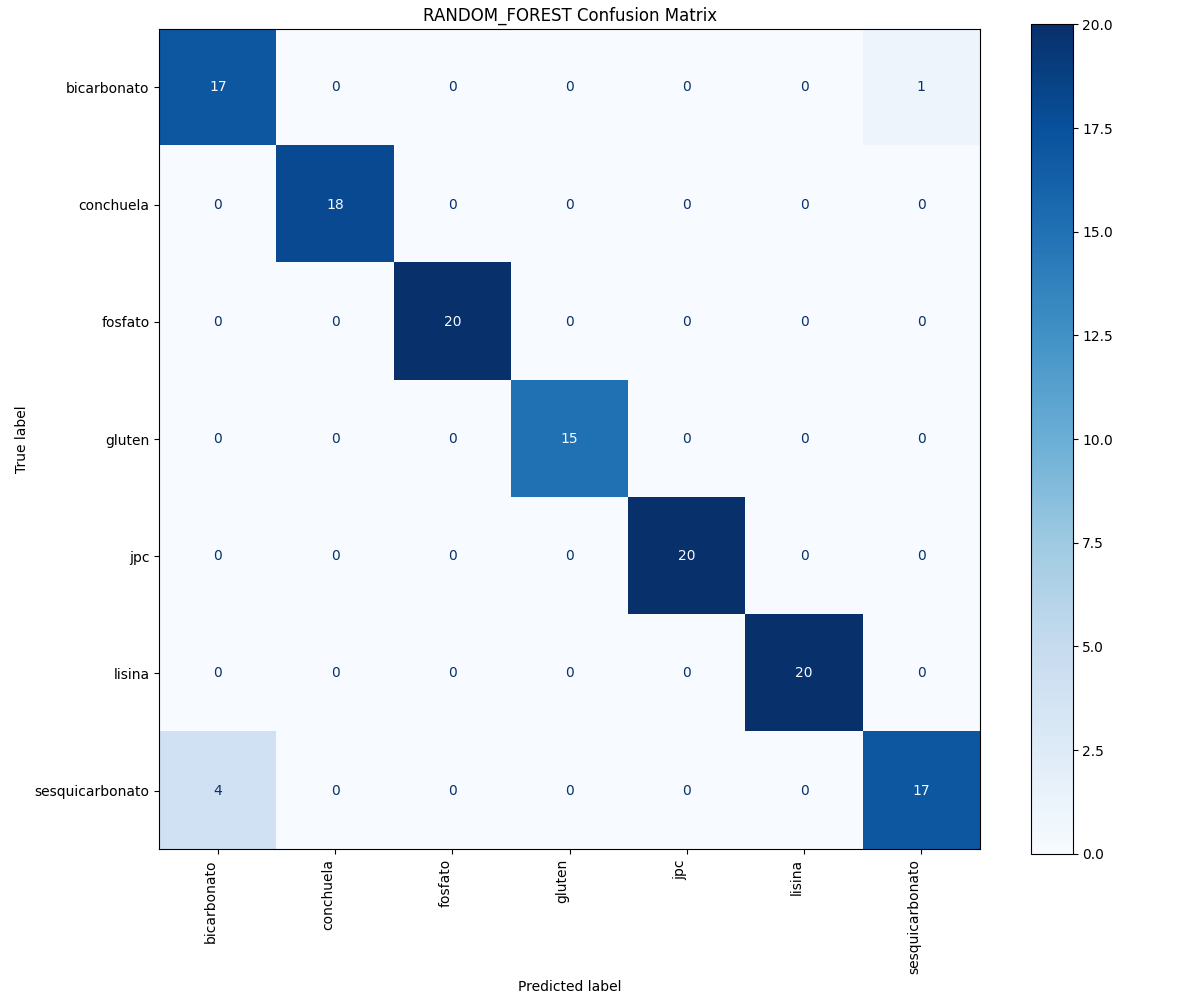 RANDOM_FOREST Confusion Matrix
True label
bicarbonato 17 0 0 0 0 0 1
conchuela 0 18 0 0 0 0 0
fosfato 0 0 20 0 0 0 0
gluten 0 0 0 15 0 0 0
jpc 0 0 0 0 20 0 0
lisina 0 0 0 0 0 20 0
sesquicarbonato 4 0 0 0 0 0 17
bicarbonato conchuela fosfato gluten jpc lisina sesquicarbonato
Predicted label
20.0
17.5
15.0
12.5
10.0
7.5
5.0
2.5
0.0